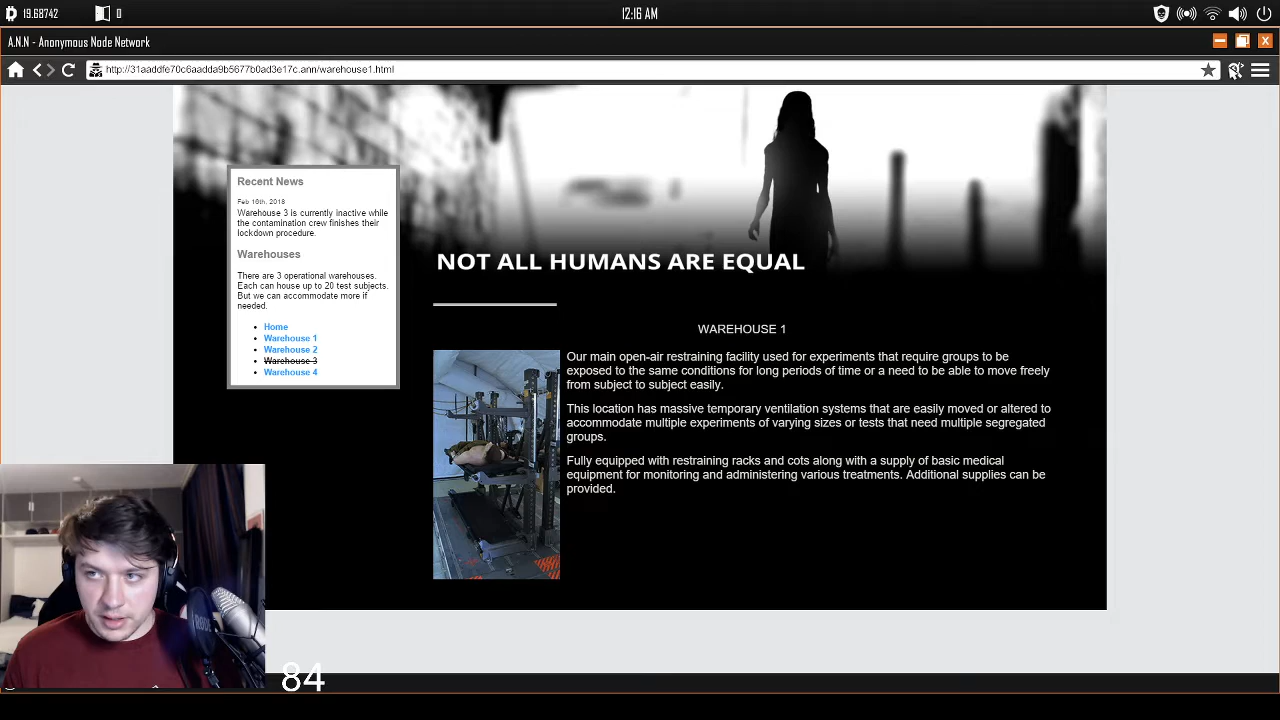 19.68742
0
12:16 AM
A.N.N - Anonymous Node Network
http://31aaddfe70c6aadda9b5677b0ad3e17c.ann/warehouse1.html
Recent News
Feb 16th, 2018
Warehouse 3 is currently inactive while
the contamination crew finishes their
lockdown procedure.
Warehouses
There are 3 operational warehouses.
Each can house up to 20 test subjects.
But we can accommodate more if
needed.
Home
Warehouse 1
Warehouse 2
Warehouse 3
Warehouse 4
NOT ALL HUMANS ARE EQUAL
WAREHOUSE 1
Our main open-air restraining facility used for experiments that require groups to be
exposed to the same conditions for long periods of time or a need to be able to move freely
from subject to subject easily.
This location has massive temporary ventilation systems that are easily moved or altered to
accommodate multiple experiments of varying sizes or tests that need multiple segregated
groups.
Fully equipped with restraining racks and cots along with a supply of basic medical
equipment for monitoring and administering various treatments. Additional supplies can be
provided.
RODE
84